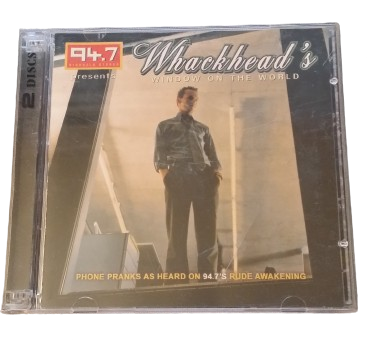 94.7
presents
Whackhead's
WINDOW ON THE WORLD
2 DISCS
PHONE PRANKS AS HEARD ON 94.7'S RUDE AWAKENING